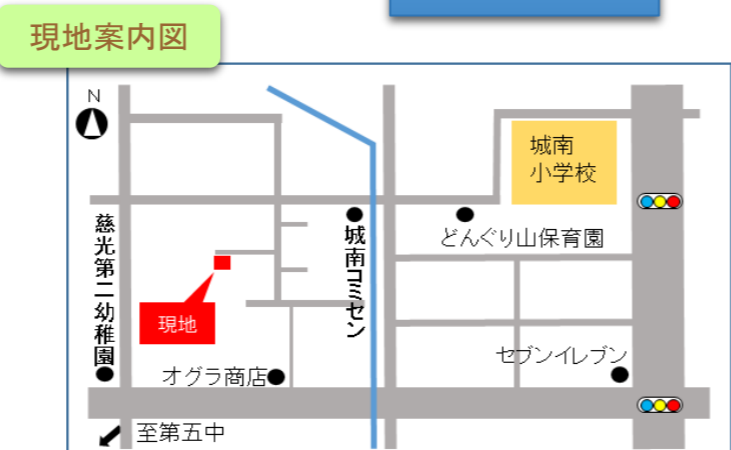 現地案内図
N
城南
小学校
慈光第二幼稚園
城南コミセン
どんぐり山保育園
現地
セブンイレブン
オグラ商店
至第五中